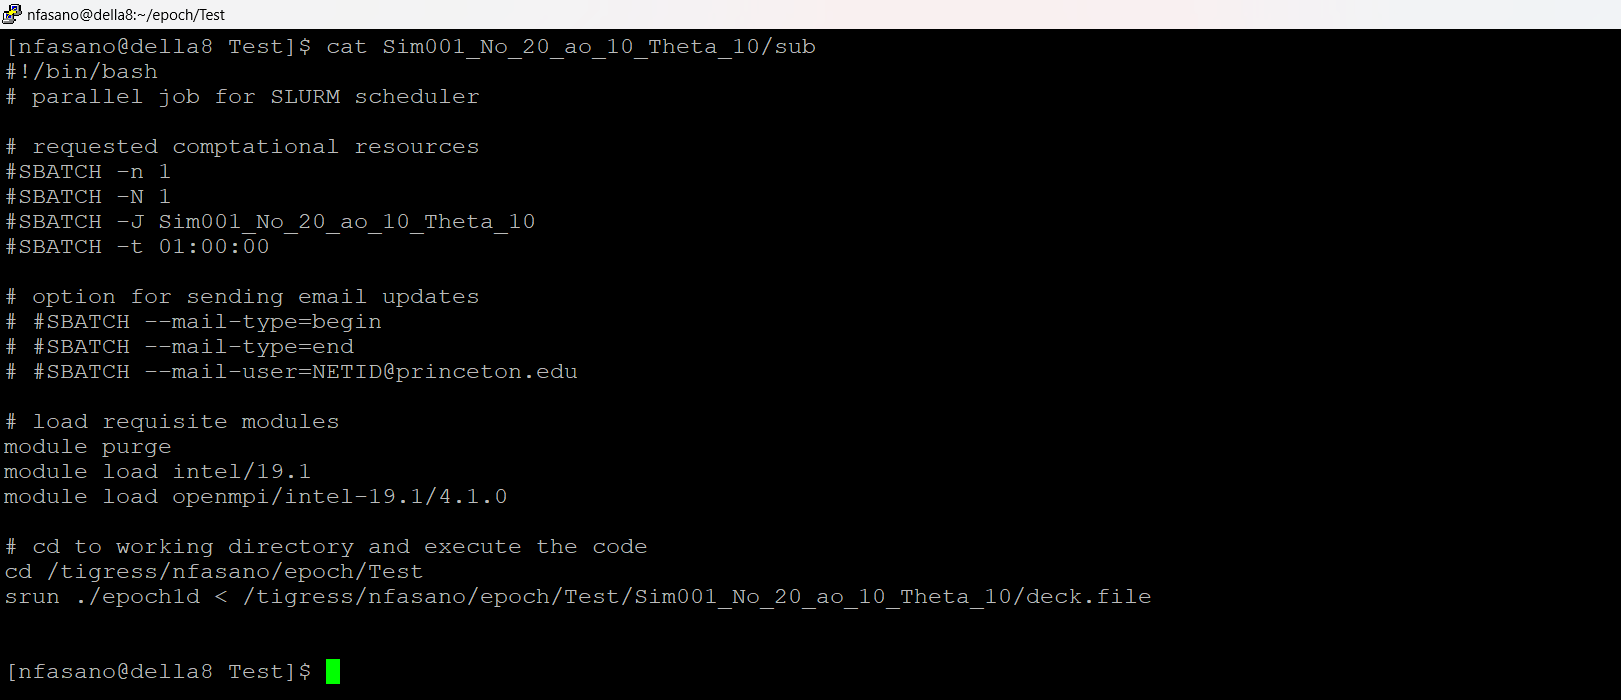 nfasano@della8:~/epoch/Test
[nfasano@della8 Test]$ cat Sim001_No_20_ao_10_Theta_10/sub
#!/bin/bash
# parallel job for SLURM scheduler
# requested comptational resources
#SBATCH -n 1
#SBATCH -N 1
#SBATCH -J Sim001_No_20_ao_10_Theta_10
#SBATCH -t 01:00:00
# option for sending email updates
# #SBATCH --mail-type=begin
# #SBATCH --mail-type=end
# #SBATCH --mail-user=NETID@princeton.edu
# load requisite modules
module purge
module load intel/19.1
module load openmpi/intel-19.1/4.1.0
# cd to working directory and execute the code
cd /tigress/nfasano/epoch/Test
srun ./epoch1d < /tigress/nfasano/epoch/Test/Sim001_No_20_ao_10_Theta_10/deck.file
[nfasano@della8 Test]$